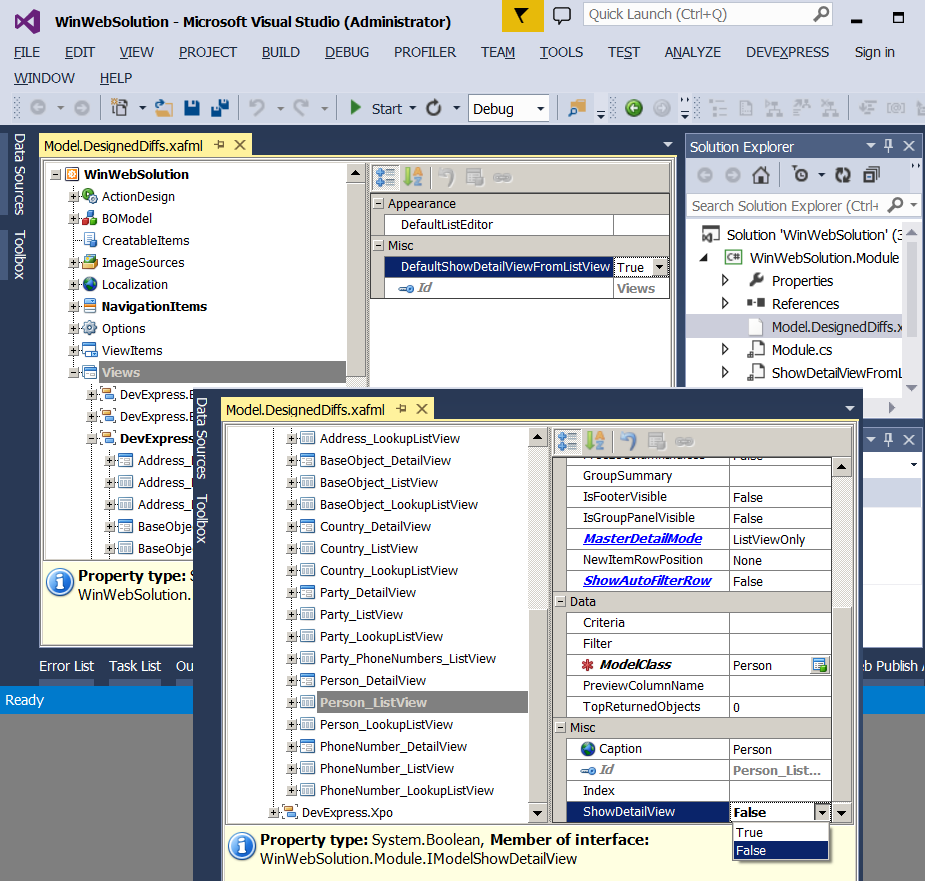 WinWebSolution - Microsoft Visual Studio (Administrator)
Quick Launch (Ctrl+Q)
FILE EDIT VIEW PROJECT BUILD DEBUG PROFILER TEAM TOOLS TEST ANALYZE DEVEXPRESS Sign in
WINDOW HELP
Start Debug
Data Sources
Toolbox
Model.DesignedDiffs.xafml
WinWebSolution
ActionDesign
BOModel
CreatableItems
ImageSources
Localization
NavigationItems
Options
ViewItems
Views
DevExpress.
DevExpress.
DevExpress
Address_
Address_
Address_
BaseObje
BaseObje
Appearance
DefaultListEditor
Misc
DefaultShowDetailViewFromListView True
Id Views
Property type:
WinWebSolution.
Error List Task List Ou
Ready
Solution Explorer
Search Solution Explorer (Ctrl+
Solution 'WinWebSolution' (3
C# WinWebSolution.Module
Properties
References
Model.DesignedDiffs.x
Module.cs
ShowDetailViewFromL
b Publish A
Data Sources
Toolbox
Model.DesignedDiffs.xafml
Address_LookupListView
BaseObject_DetailView
BaseObject_ListView
BaseObject_LookupListView
Country_DetailView
Country_ListView
Country_LookupListView
Party_DetailView
Party_ListView
Party_LookupListView
Party_PhoneNumbers_ListView
Person_DetailView
Person_ListView
Person_LookupListView
PhoneNumber_DetailView
PhoneNumber_ListView
PhoneNumber_LookupListView
DevExpress.Xpo
GroupSummary
IsFooterVisible False
IsGroupPanelVisible False
MasterDetailMode ListViewOnly
NewItemRowPosition None
ShowAutoFilterRow False
Data
Criteria
Filter
ModelClass Person
PreviewColumnName
TopReturnedObjects 0
Misc
Caption Person
Id Person_List...
Index
ShowDetailView False
True
False
Property type: System.Boolean, Member of interface:
WinWebSolution.Module.IModelShowDetailView